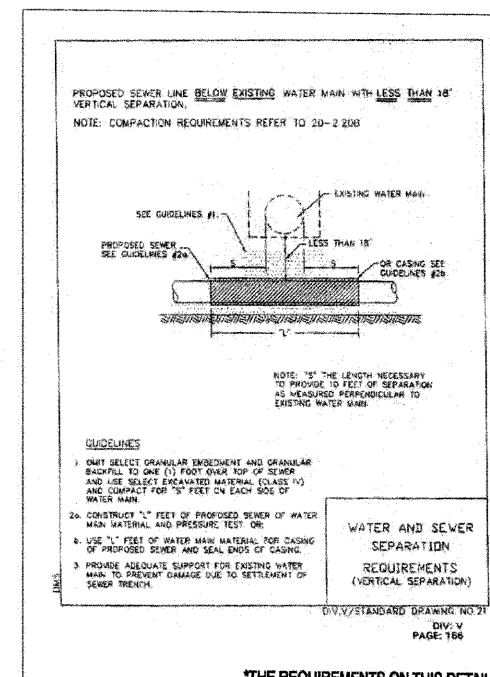 PROPOSED SEWER LINE BELOW EXISTING WATER MAIN WITH LESS THAN 18"
VERTICAL SEPARATION.
NOTE: COMPACTION REQUIREMENTS REFER TO 20-2.20B
EXISTING WATER MAIN
SEE GUIDELINES #1.
LESS THAN 18"
PROPOSED SEWER
SEE GUIDELINES #2a.
S
S
OR CASING SEE
GUIDELINES #2b.
"L"
NOTE: "S" THE LENGTH NECESSARY
TO PROVIDE 10 FEET OF SEPARATION
AS MEASURED PERPENDICULAR TO
EXISTING WATER MAIN.
GUIDELINES
1. OMIT SELECT GRANULAR EMBEDMENT AND GRANULAR
BACKFILL TO ONE (1) FOOT OVER TOP OF SEWER
AND USE SELECT EXCAVATED MATERIAL (CLASS IV)
AND COMPACT FOR "S" FEET ON EACH SIDE OF
WATER MAIN.
2a. CONSTRUCT "L" FEET OF PROPOSED SEWER OF WATER
MAIN MATERIAL AND PRESSURE TEST. OR;
b. USE "L" FEET OF WATER MAIN MATERIAL FOR CASING
OF PROPOSED SEWER AND SEAL ENDS OF CASING.
3. PROVIDE ADEQUATE SUPPORT FOR EXISTING WATER
MAIN TO PREVENT DAMAGE DUE TO SETTLEMENT OF
SEWER TRENCH.
WATER AND SEWER
SEPARATION
REQUIREMENTS
(VERTICAL SEPARATION)
DIV.V/STANDARD DRAWING NO.21
DIV: V
PAGE: 166
*THE REQUIREMENTS ON THIS DETAIL